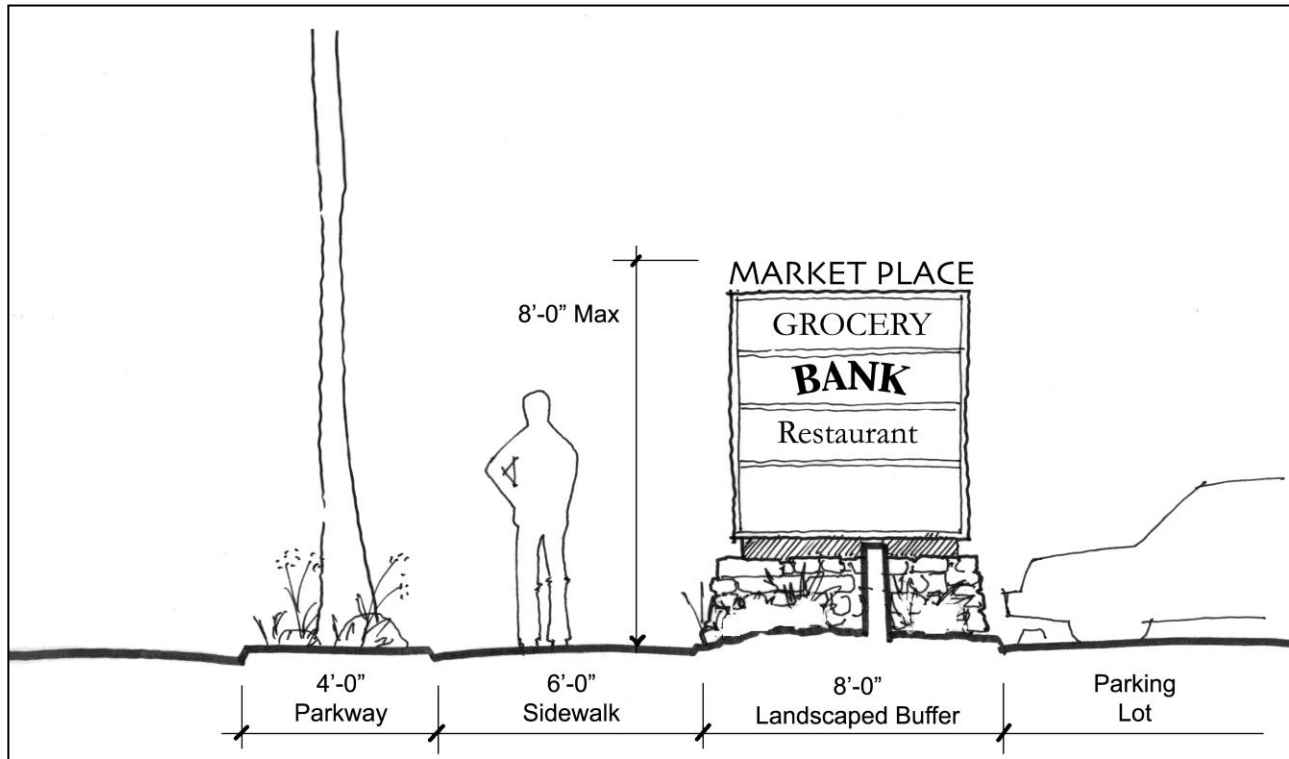 MARKET PLACE
8’-0” Max
GROCERY
BANK
Restaurant
4’-0”
Parkway
6’-0”
Sidewalk
8’-0”
Landscaped Buffer
Parking
Lot